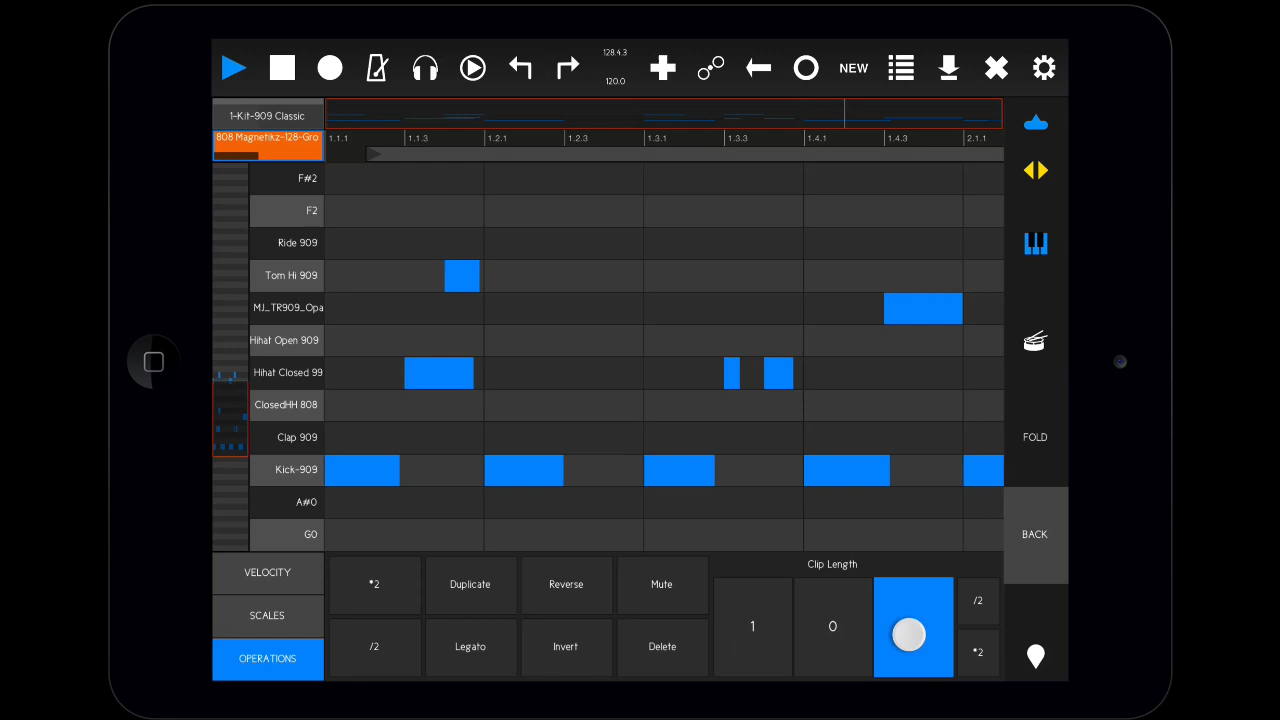 128.4.3
120.0
NEW
1-Kit-909 Classic
808 Magnetikz-128-Gro
1.1.1
1.1.3
1.2.1
1.2.3
1.3.1
1.3.3
1.4.1
1.4.3
2.1.1
F#2
F2
Ride 909
Tom Hi 909
MJ_TR909_Opa
Hihat Open 909
Hihat Closed 99
ClosedHH 808
Clap 909
Kick-909
A#0
G0
FOLD
BACK
VELOCITY
SCALES
OPERATIONS
*2
Duplicate
Reverse
Mute
/2
Legato
Invert
Delete
Clip Length
1
0
/2
*2